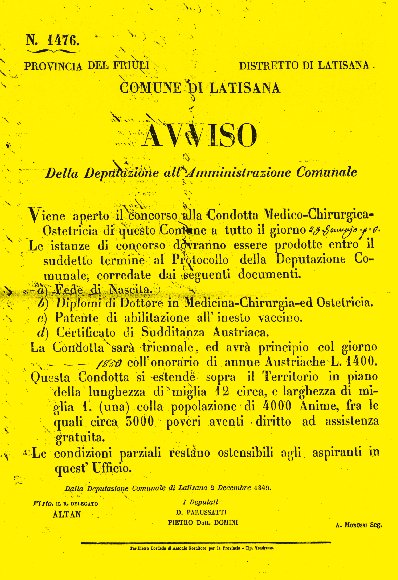 N. 1476.
PROVINCIA DEL FRIULI DISTRETTO DI LATISANA.
COMUNE DI LATISANA
AVVISO
Della Deputazione all'Amministrazione Comunale
Viene aperto il concorso alla Condotta Medico-Chirurgica-
Ostetricia di questo Comune a tutto il giorno
Le istanze di concorso dovranno essere prodotte entro il
suddetto termine al Protocollo della Deputazione Co-
munale, corredate dai seguenti documenti.
a) Fede di Nascita.
b) Diplomi di Dottore in Medicina-Chirurgia-ed Ostetricia.
c) Patente di abilitazione all'inesto vaccino.
d) Certificato di Sudditanza Austriaca.
La Condotta sarà triennale, ed avrà principio col giorno
1850 coll'onorario di annue Austriache L. 1400.
Questa Condotta si estende sopra il Territorio in piano
della lunghezza di miglia 12 circa, e larghezza di mi-
glia 1. (una) colla popolazione di 4000 Anime, fra le
quali circa 3000 poveri aventi diritto ad assistenza
gratuita.
Le condizioni parziali restano ostensibili agli aspiranti in
quest' Ufficio.
Dalla Deputazione Comunale di Latisana 2 Decembre 1849.
Visto IL R. DELEGATO
ALTAN
I Deputati
D. PARUSSATTI
PIETRO Dott. DONINI
A. Seg.